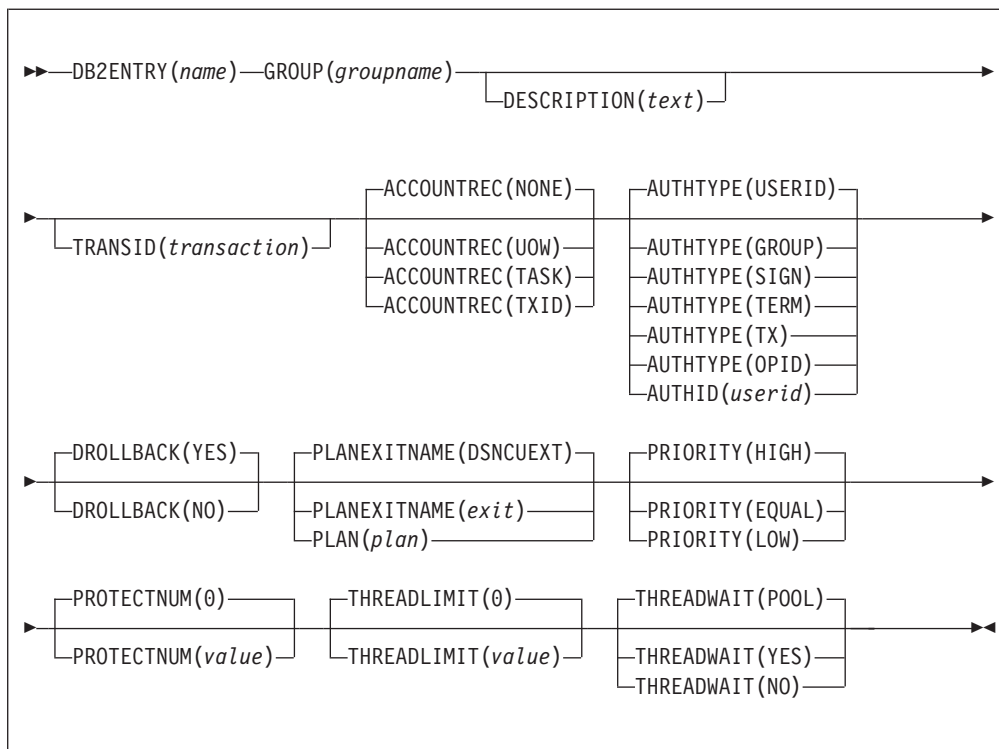 DB2ENTRY(name) GROUP(groupname)
DESCRIPTION(text)
ACCOUNTREC(NONE) AUTHTYPE(USERID)
TRANSID(transaction) ACCOUNTREC(UOW) AUTHTYPE(GROUP)
ACCOUNTREC(TASK) AUTHTYPE(SIGN)
ACCOUNTREC(TXID) AUTHTYPE(TERM)
AUTHTYPE(TX)
AUTHTYPE(OPID)
AUTHID(userid)
DROLLBACK(YES) PLANEXITNAME(DSNCUEXT) PRIORITY(HIGH)
DROLLBACK(NO) PLANEXITNAME(exit) PRIORITY(EQUAL)
PLAN(plan) PRIORITY(LOW)
PROTECTNUM(0) THREADLIMIT(0) THREADWAIT(POOL)
PROTECTNUM(value) THREADLIMIT(value) THREADWAIT(YES)
THREADWAIT(NO)